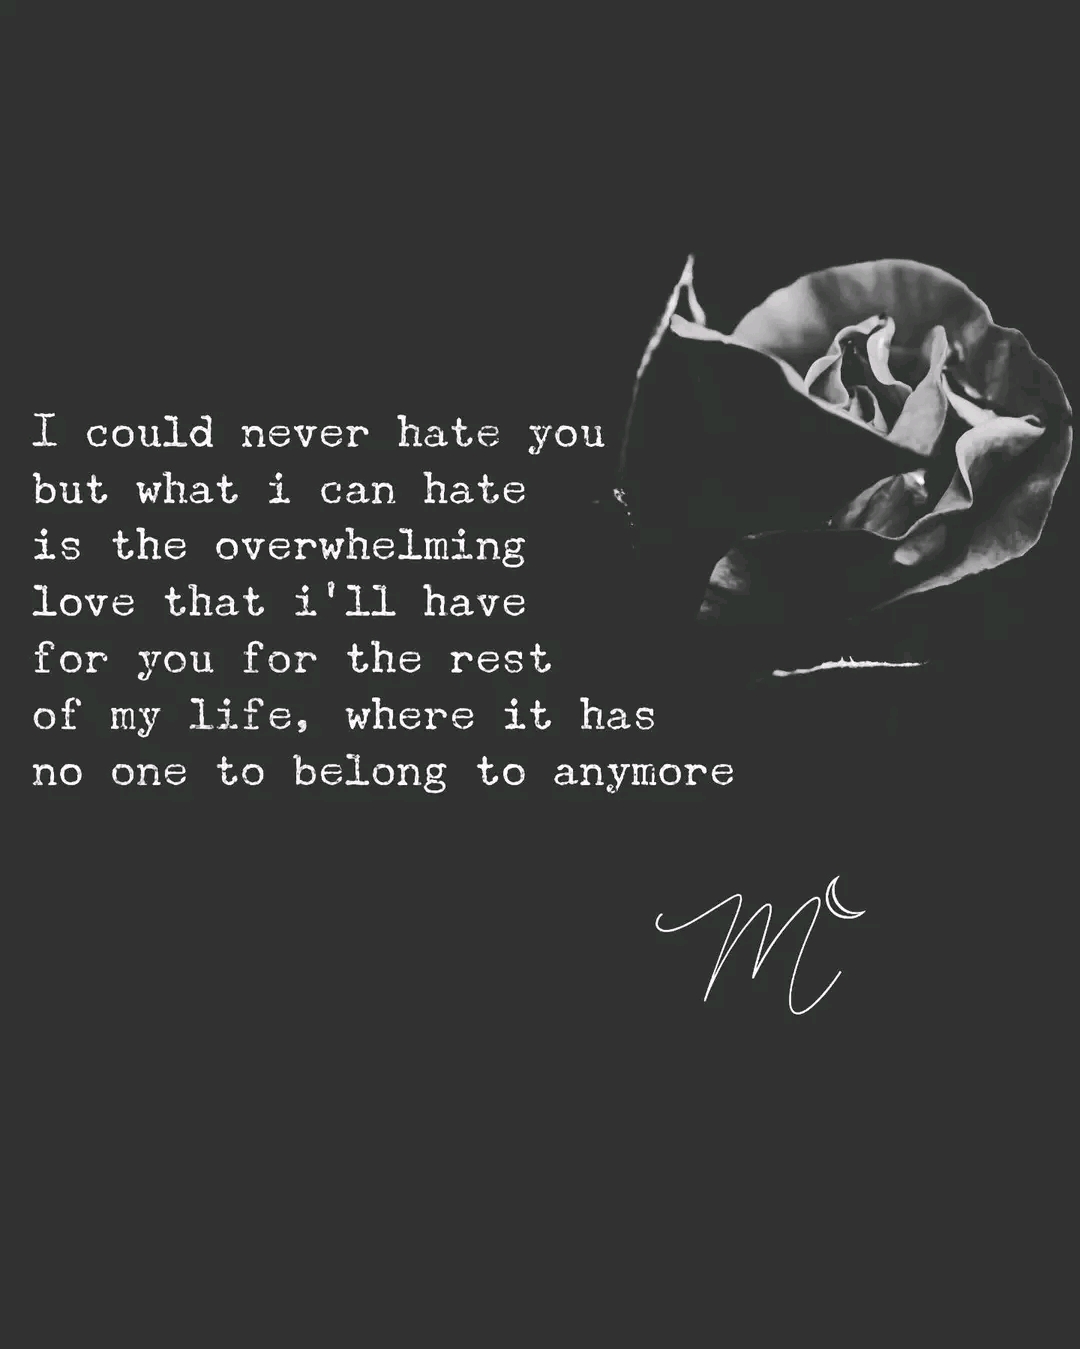 I could never hate you
but what i can hate
is the overwhelming
love that i'll have
for you for the rest
of my life, where it has
no one to belong to anymore
M